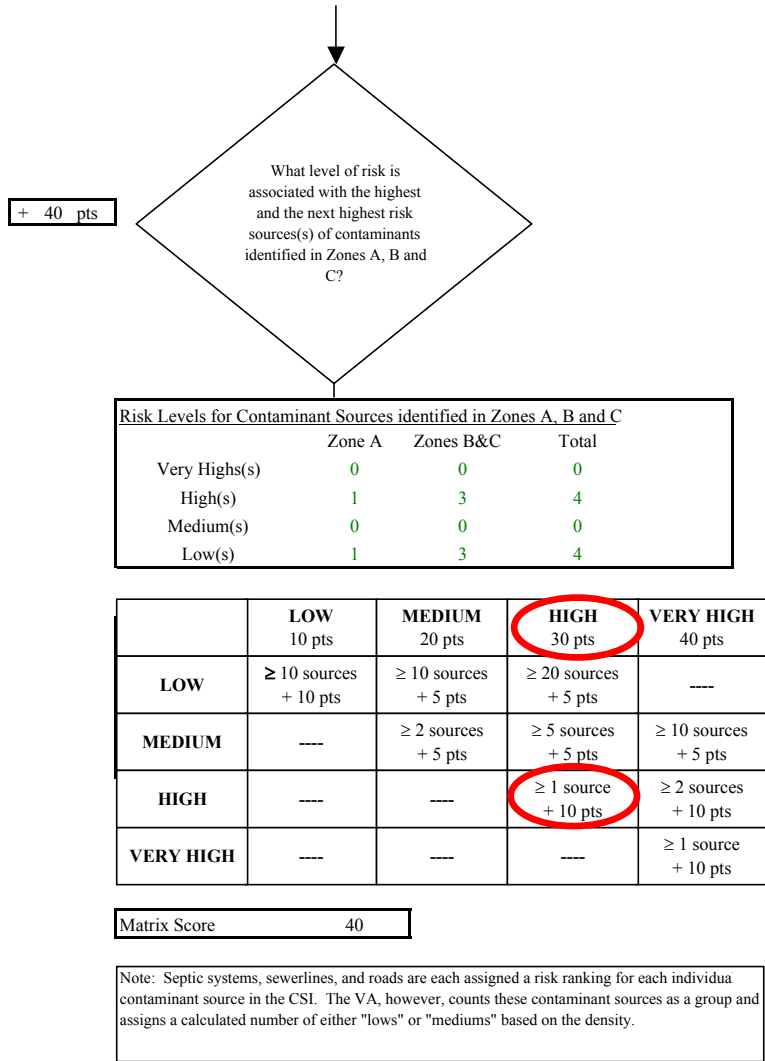 What level of risk is
associated with the highest
and the next highest risk
sources(s) of contaminants
identified in Zones A, B and
C?
+ 40 pts
Risk Levels for Contaminant Sources identified in Zones A, B and C
Zone A Zones B&C Total
Very Highs(s) 0 0 0
High(s) 1 3 4
Medium(s) 0 0 0
Low(s) 1 3 4
LOW MEDIUM HIGH VERY HIGH
10 pts 20 pts 30 pts 40 pts
LOW ≥ 10 sources ≥ 10 sources ≥ 20 sources ----
+ 10 pts + 5 pts + 5 pts
MEDIUM ---- ≥ 2 sources ≥ 5 sources ≥ 10 sources
+ 5 pts + 5 pts + 5 pts
HIGH ---- ---- ≥ 1 source ≥ 2 sources
+ 10 pts + 10 pts
VERY HIGH ---- ---- ---- ≥ 1 source
+ 10 pts
Matrix Score 40
Note: Septic systems, sewerlines, and roads are each assigned a risk ranking for each individua
contaminant source in the CSI. The VA, however, counts these contaminant sources as a group and
assigns a calculated number of either "lows" or "mediums" based on the density.